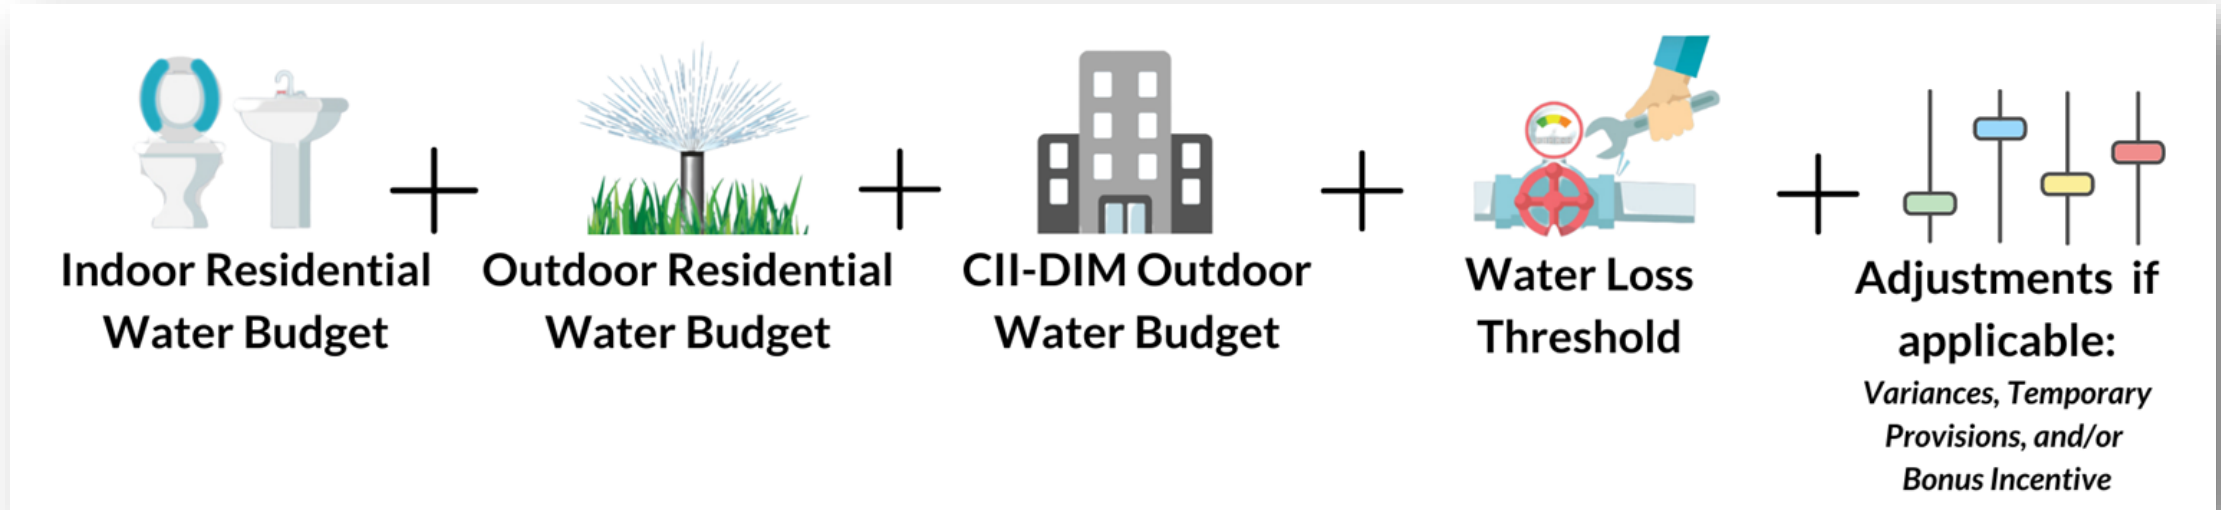 Indoor Residential
Water Budget
+
Outdoor Residential
Water Budget
+
CII-DIM Outdoor
Water Budget
+
Water Loss
Threshold
+
Adjustments if
applicable:
Variances, Temporary
Provisions, and/or
Bonus Incentive